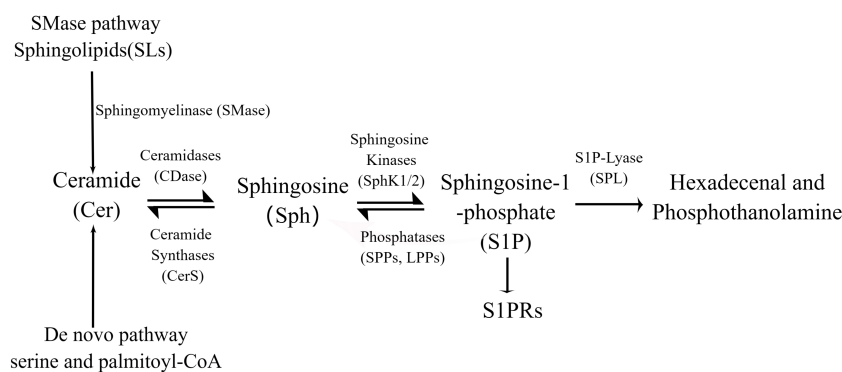 SMase pathway
Sphingolipids(SLs)
Sphingomyelinase (SMase)
Ceramide
(Cer)
Ceramidases
(CDase)
Ceramide
Synthases
(CerS)
De novo pathway
serine and palmitoyl-CoA
Sphingosine
(Sph)
Sphingosine
Kinases
(SphK1/2)
Phosphatases
(SPPs, LPPs)
Sphingosine-1
-phosphate
(S1P)
S1PRs
S1P-Lyase
(SPL)
Hexadecenal and
Phosphothanolamine